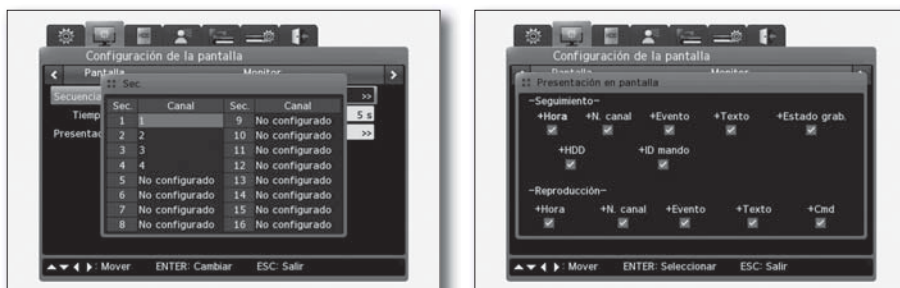 Configuración de la pantalla
Pantalla Monitor
Sec.
Secuencia >>
Tiemp 5 s
Presentac >>
Sec. Canal Sec. Canal
1 1 9 No configurado
2 2 10 No configurado
3 3 11 No configurado
4 4 12 No configurado
5 No configurado 13 No configurado
6 No configurado 14 No configurado
7 No configurado 15 No configurado
8 No configurado 16 No configurado
Mover ENTER: Cambiar ESC: Salir
Configuración de la pantalla
Pantalla Monitor
Presentación en pantalla
-Seguimiento-
+Hora +N. canal +Evento +Texto +Estado grab.
+HDD +ID mando
-Reproducción-
+Hora +N. canal +Evento +Texto +Cmd
: Mover ENTER: Seleccionar ESC: Salir